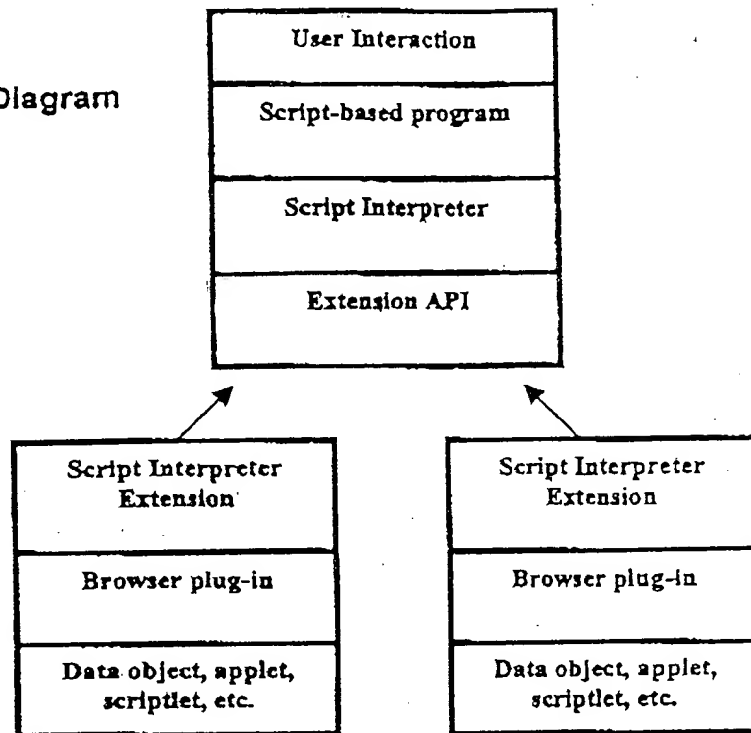 User Interaction
Diagram
Script-based program
Script Interpreter
Extension API
Script Interpreter
Extension
Browser plug-in
Data object, applet,
scriptlet, etc.
Script Interpreter
Extension
Browser plug-in
Data object, applet,
scriptlet, etc.